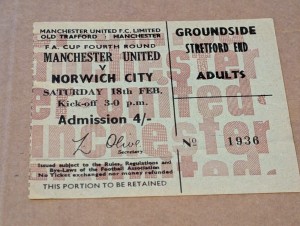 MANCHESTER UNITED F.C. LIMITED
OLD TRAFFORD · MANCHESTER
F.A. CUP FOURTH ROUND
MANCHESTER UNITED
V
NORWICH CITY
SATURDAY 18th FEB.
Kick-off 3-0 p.m.
Admission 4/-
L. Olive
Secretary
Issued subject to the Rules, Regulations and
Bye-Laws of the Football Association
No Ticket exchanged nor money refunded
THIS PORTION TO BE RETAINED
GROUNDSIDE
STRETFORD END
ADULTS
No 1936